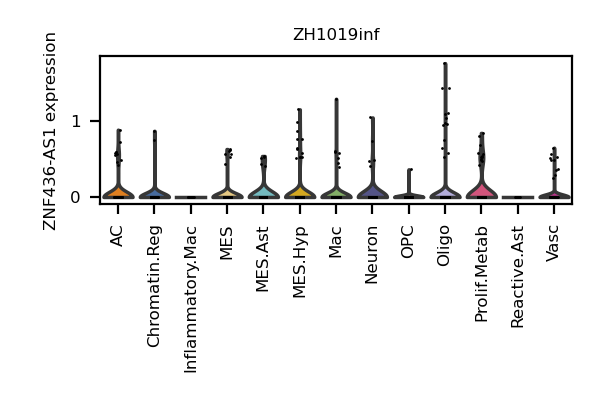 ZH1019inf
ZNF436-AS1 expression
1
0
AC
Chromatin.Reg
Inflammatory.Mac
MES
MES.Ast
MES.Hyp
Mac
Neuron
OPC
Oligo
Prolif.Metab
Reactive.Ast
Vasc